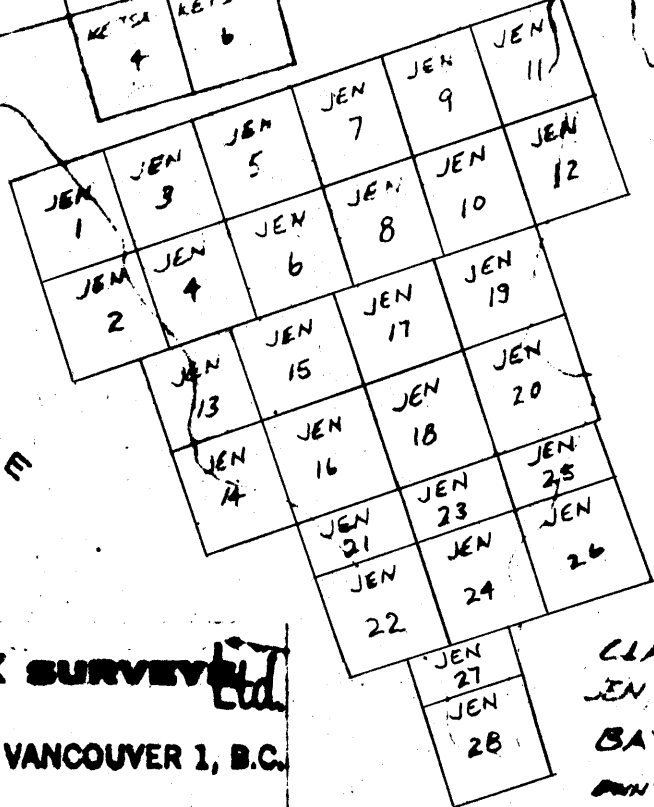 4
6
JEN 1
JEN 3
JEN 5
JEN 7
JEN 9
JEN 11
JEN 2
JEN 4
JEN 6
JEN 8
JEN 10
JEN 12
JEN 13
JEN 15
JEN 17
JEN 19
JEN 14
JEN 16
JEN 18
JEN 20
JEN 21
JEN 23
JEN 25
JEN 22
JEN 24
JEN 26
JEN 27
JEN 28
E
SURVEYS Ltd.
VANCOUVER 1, B.C.
JEN